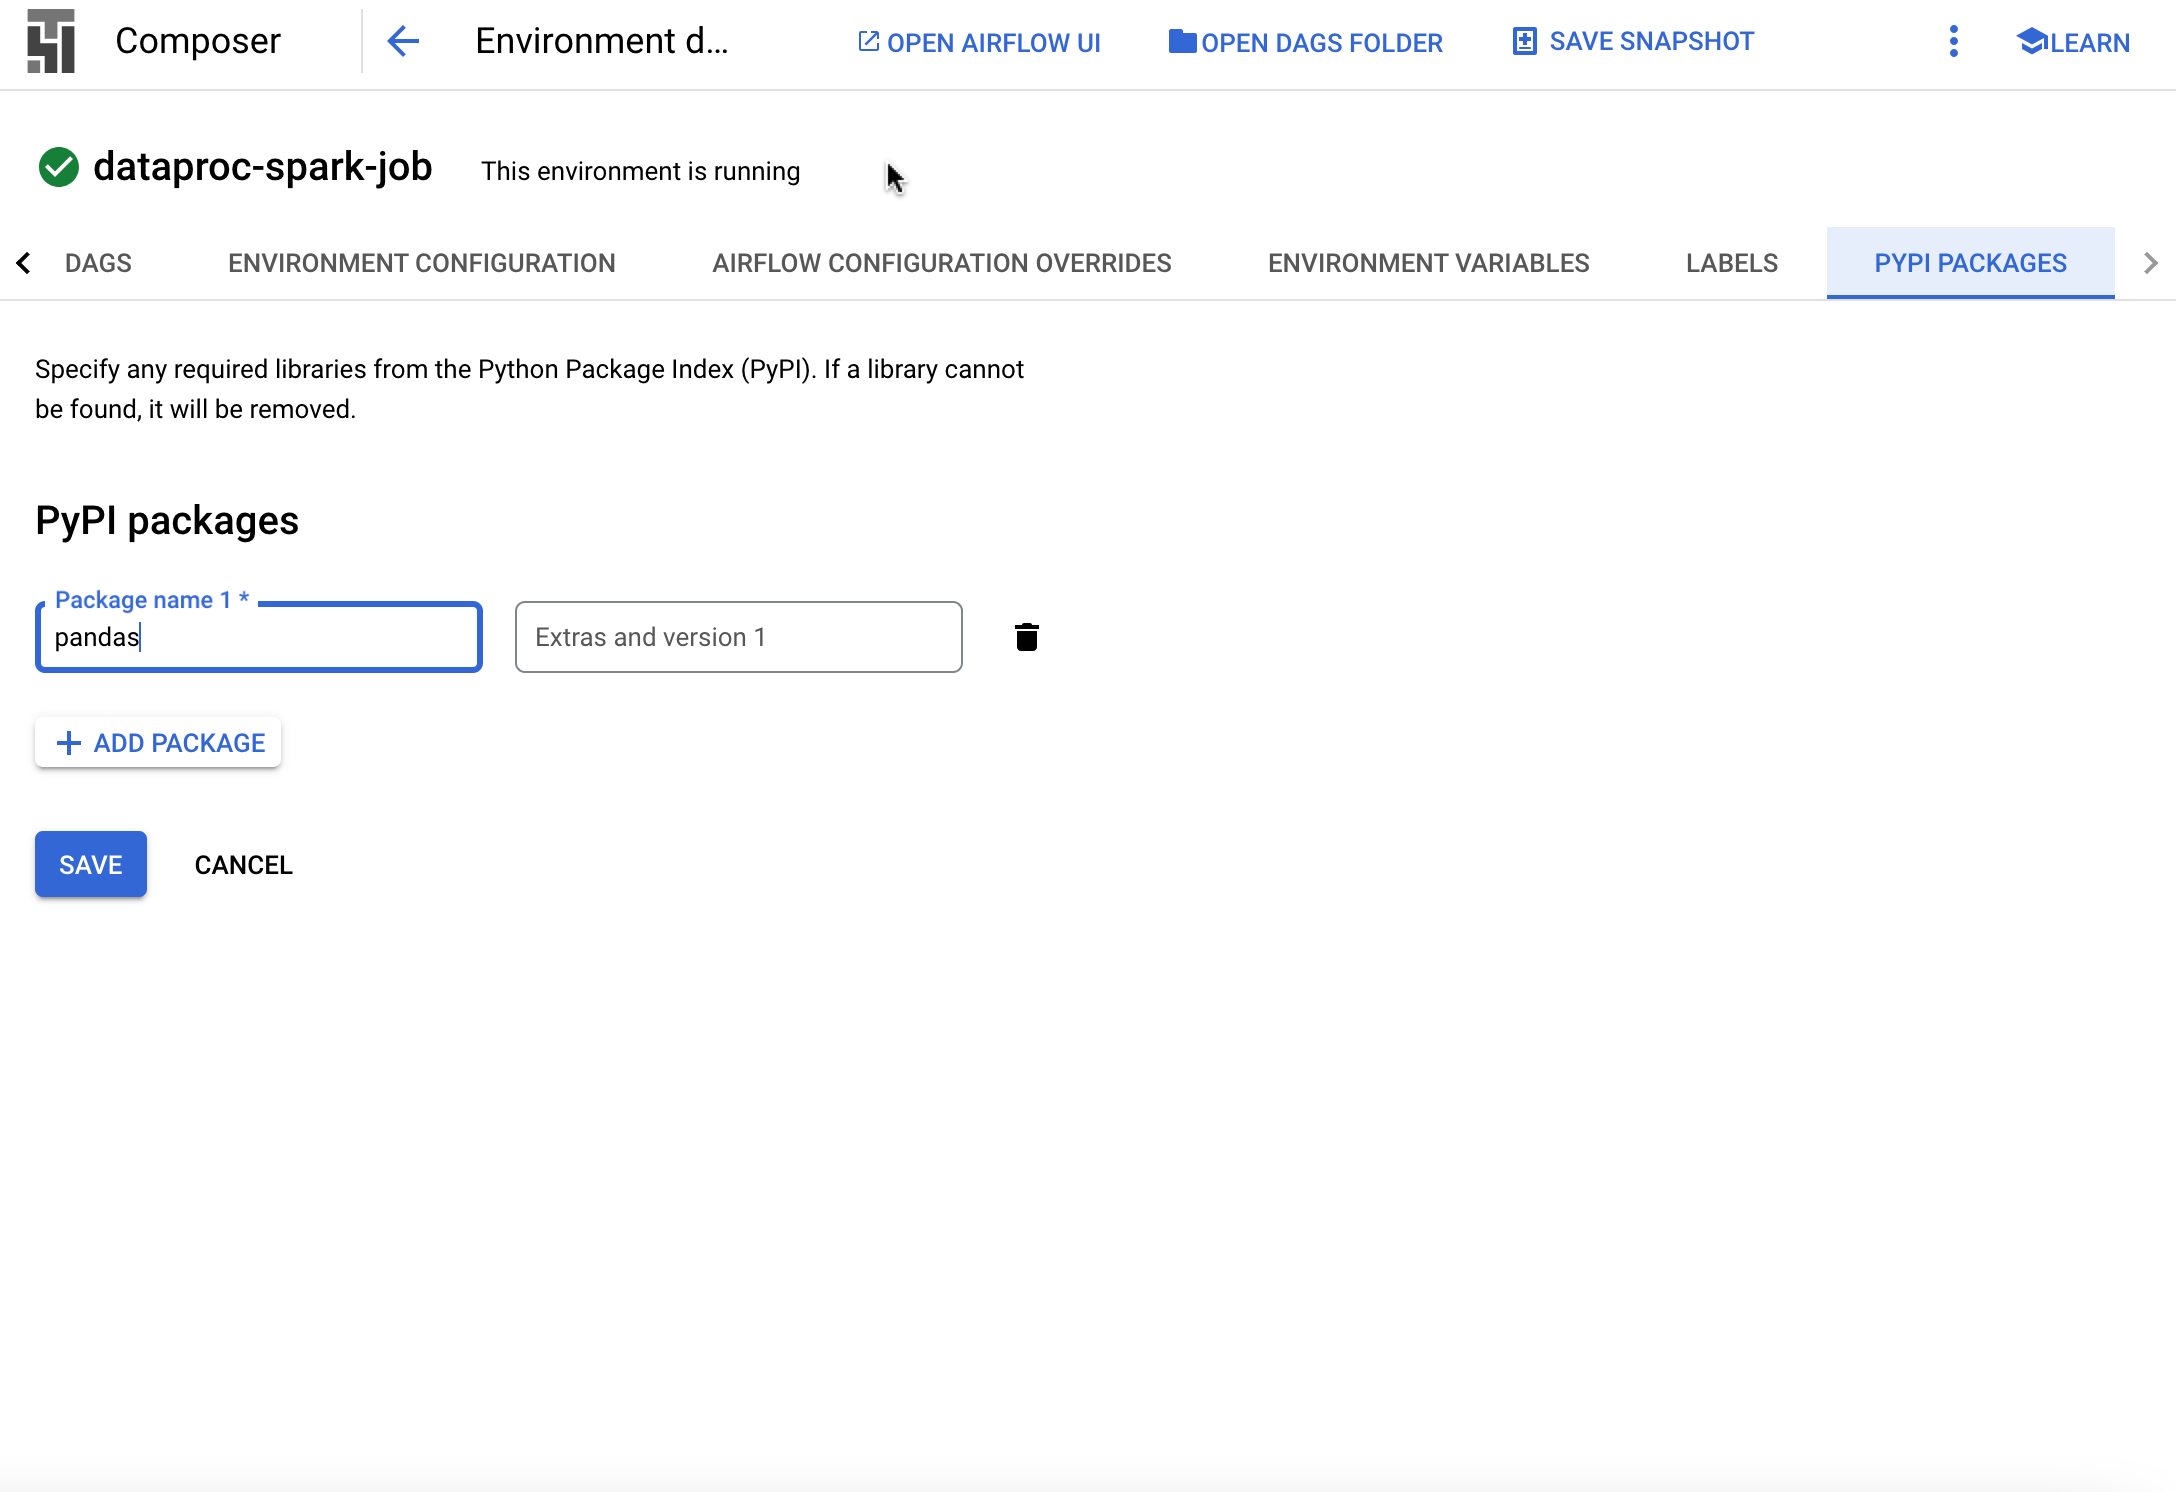 Composer
Environment d...
OPEN AIRFLOW UI
OPEN DAGS FOLDER
SAVE SNAPSHOT
LEARN
dataproc-spark-job
This environment is running
DAGS
ENVIRONMENT CONFIGURATION
AIRFLOW CONFIGURATION OVERRIDES
ENVIRONMENT VARIABLES
LABELS
PYPI PACKAGES
Specify any required libraries from the Python Package Index (PyPI). If a library cannot
be found, it will be removed.
PyPI packages
Package name 1 *
pandas
Extras and version 1
ADD PACKAGE
SAVE
CANCEL